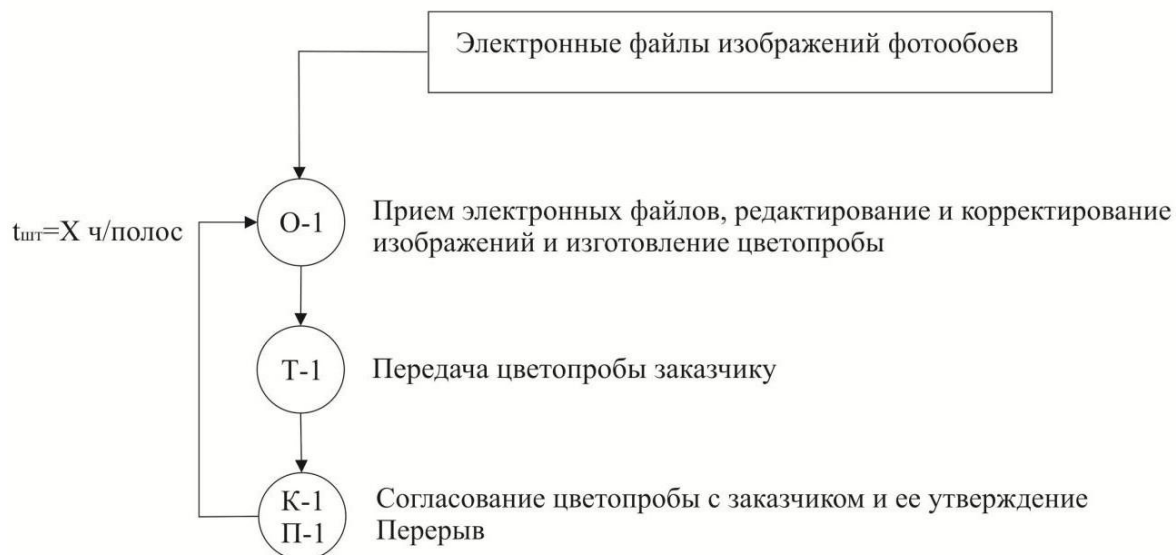 Электронные файлы изображений фотообоев
tшт=X ч/полос
О-1
Прием электронных файлов, редактирование и корректирование
изображений и изготовление цветопробы
Т-1
Передача цветопробы заказчику
К-1
П-1
Согласование цветопробы с заказчиком и ее утверждение
Перерыв